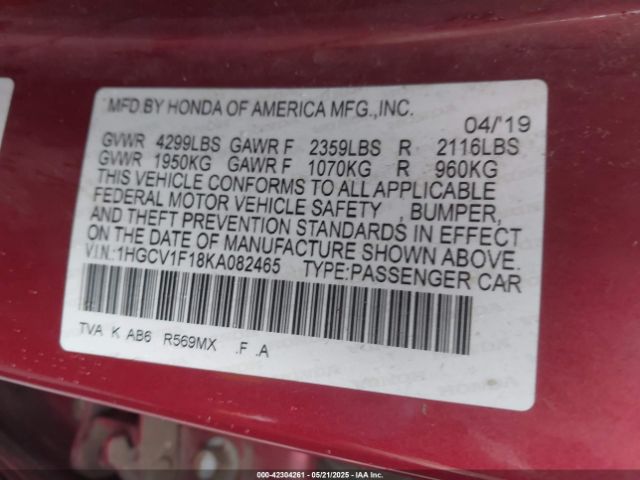 MFD.BY HONDA OF AMERICA MFG.,INC.
04/'19
GVWR 4299LBS GAWR F 2359LBS R 2116LBS
GVWR 1950KG GAWR F 1070KG R 960KG
THIS VEHICLE CONFORMS TO ALL APPLICABLE
FEDERAL MOTOR VEHICLE SAFETY , BUMPER,
AND THEFT PREVENTION STANDARDS IN EFFECT
ON THE DATE OF MANUFACTURE SHOWN ABOVE.
V.I.N.:1HGCV1F18KA082465 TYPE:PASSENGER CAR
TVA K AB6 R569MX .F .A
000-42304261 - 05/21/2025 - IAA Inc.